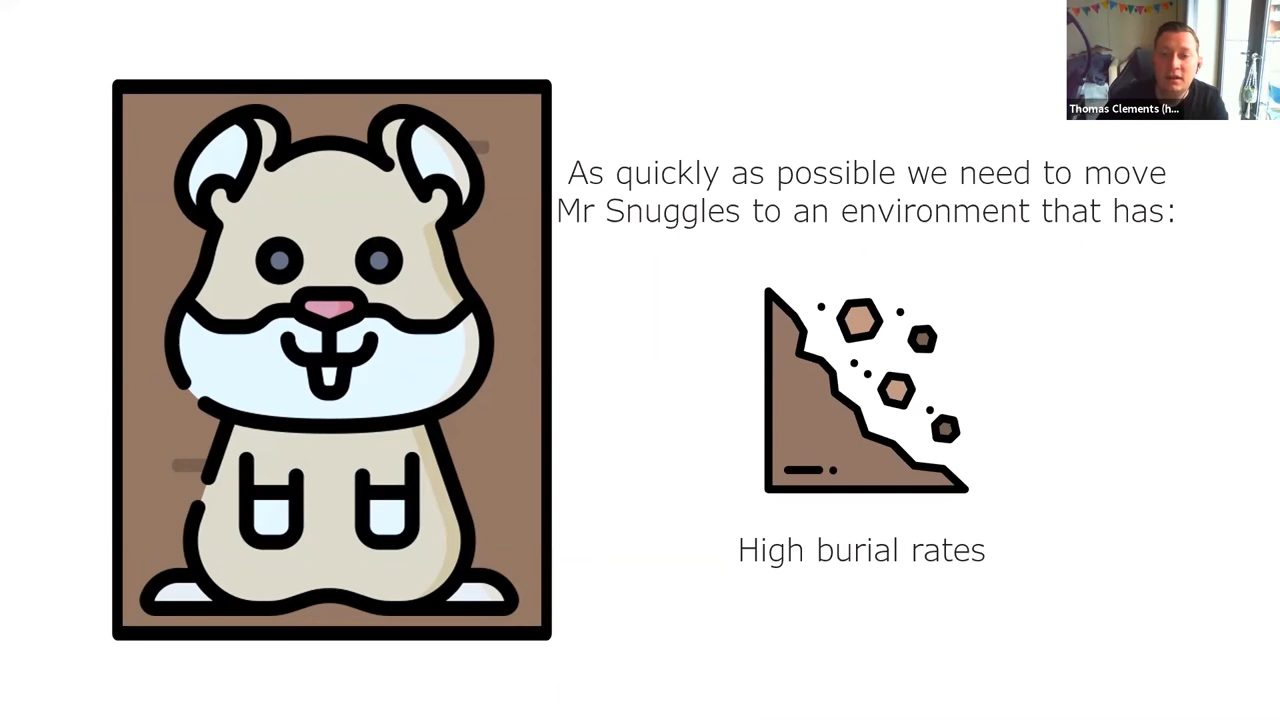 Thomas Clements (h...
As quickly as possible we need to move
Mr Snuggles to an environment that has:
High burial rates